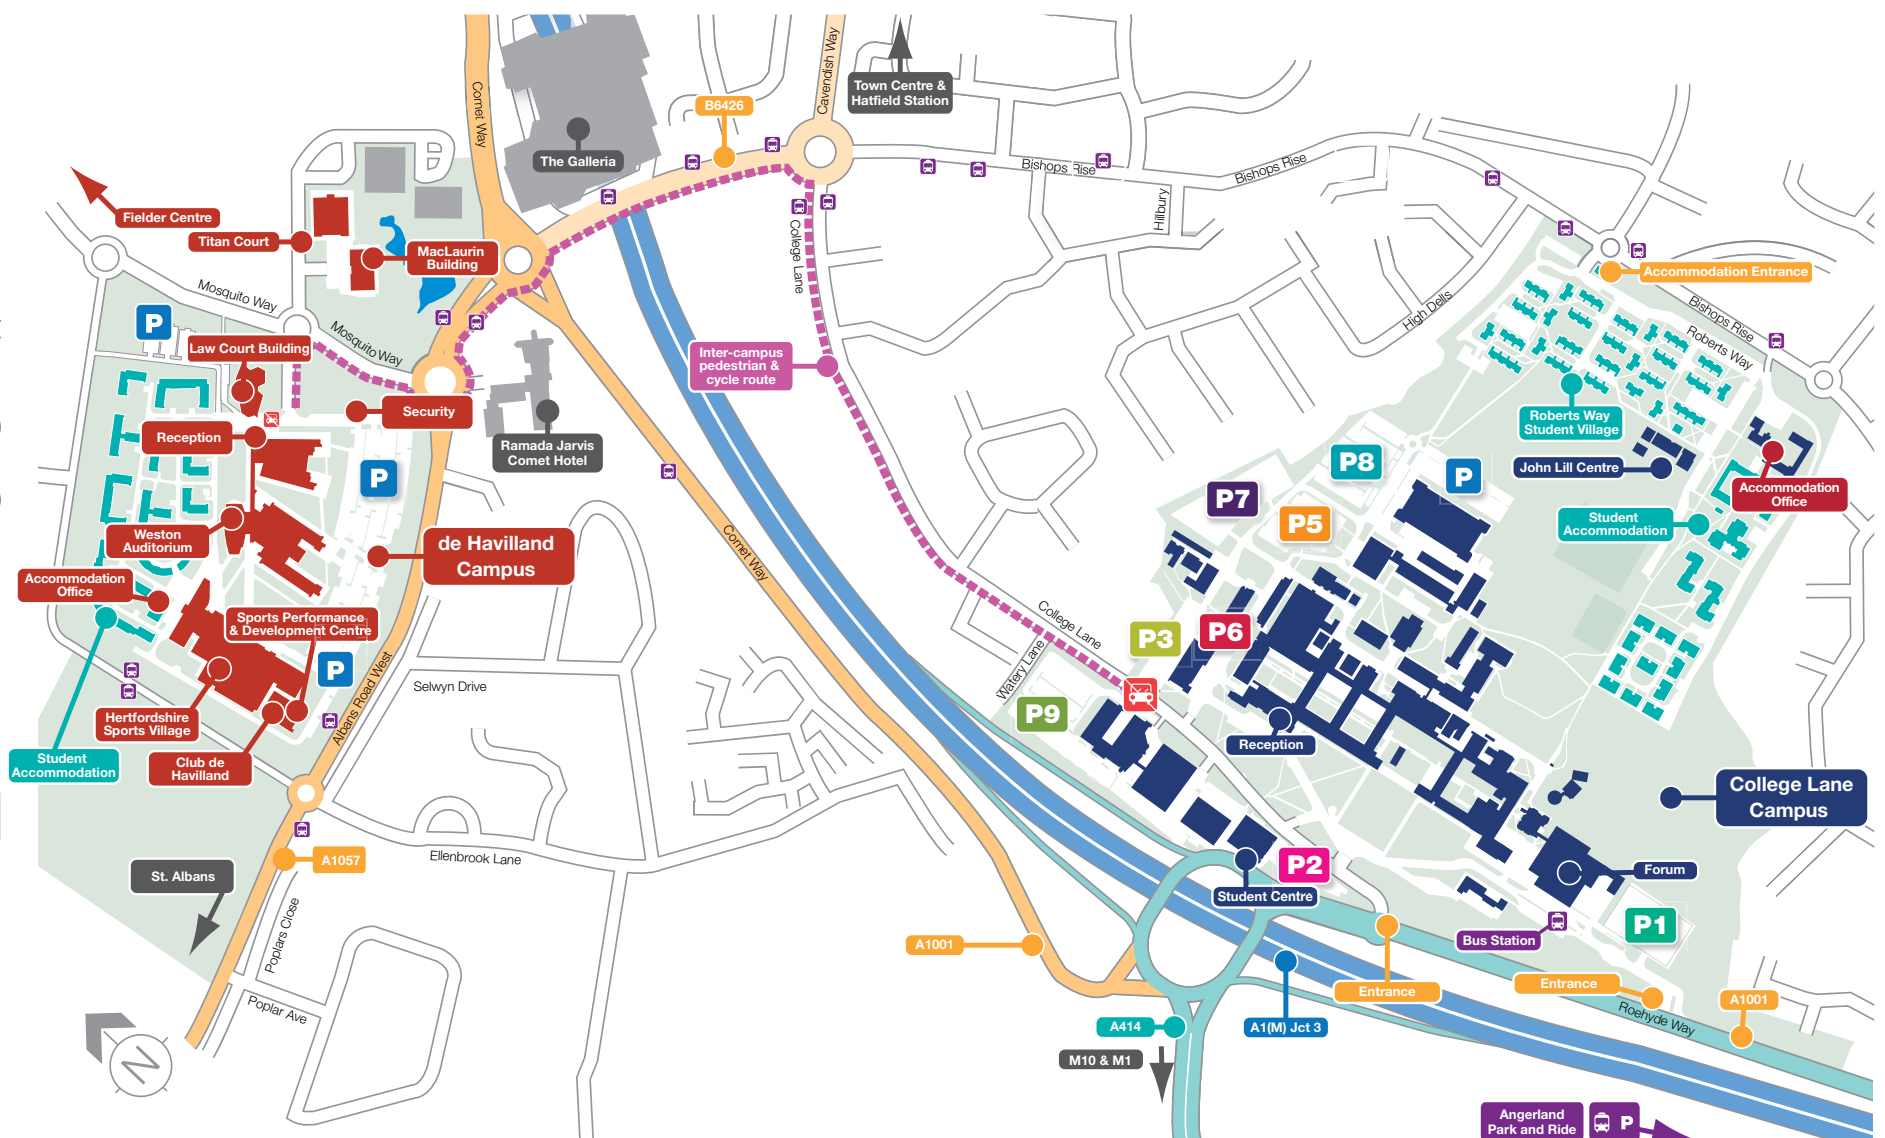 Comet Way
Cavendish Way
Town Centre &
Hatfield Station
B6426
The Galleria
Bishops Rise
Bishops Rise
Hillbury
Fielder Centre
Titan Court
MacLaurin
Building
College Lane
Accommodation Entrance
Mosquito Way
Mosquito Way
High Dells
Bishops Rise
Roberts Way
P
Law Court Building
Inter-campus
pedestrian &
cycle route
Security
Reception
Ramada Jarvis
Comet Hotel
Roberts Way
Student Village
John Lill Centre
Accommodation
Office
P
P8
P
P7
P5
Student
Accommodation
Weston
Auditorium
de Havilland
Campus
Comet Way
Accommodation
Office
Sports Performance
& Development Centre
College Lane
P3
P6
P
Watery Lane
Selwyn Drive
Albans Road West
P9
Hertfordshire
Sports Village
Reception
Student
Accommodation
Club de
Havilland
College Lane
Campus
A1057
Ellenbrook Lane
St. Albans
P2
Forum
Student Centre
P1
Poplars Close
A1001
Bus Station
Entrance
Entrance
A1001
Poplar Ave
Roehyde Way
A414
A1(M) Jct 3
M10 & M1
N
Angerland
Park and Ride
P